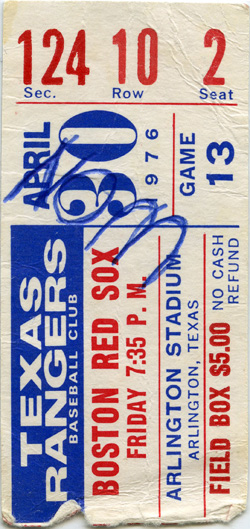 124 10 2
Sec. Row Seat
APRIL
30
1976
GAME
13
TEXAS
RANGERS
BASEBALL CLUB
BOSTON RED SOX
FRIDAY 7:35 P. M.
ARLINGTON STADIUM
ARLINGTON, TEXAS
NO CASH
REFUND
FIELD BOX $5.00